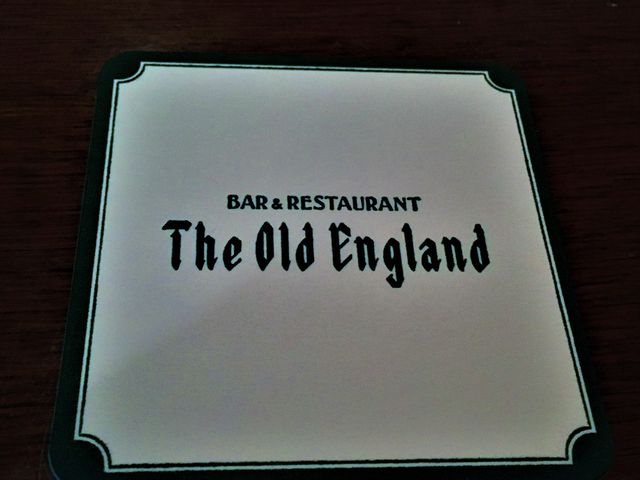 BAR & RESTAURANT
The Old England